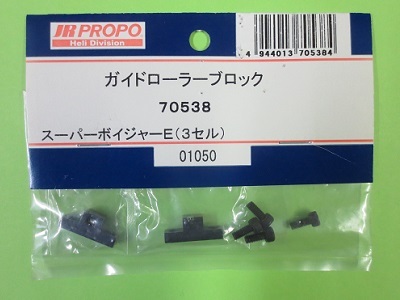 JR PROPO
Heli Division
4 944013 705384
ガイドローラーブロック
70538
スーパーボイジャーE(3セル)
01050